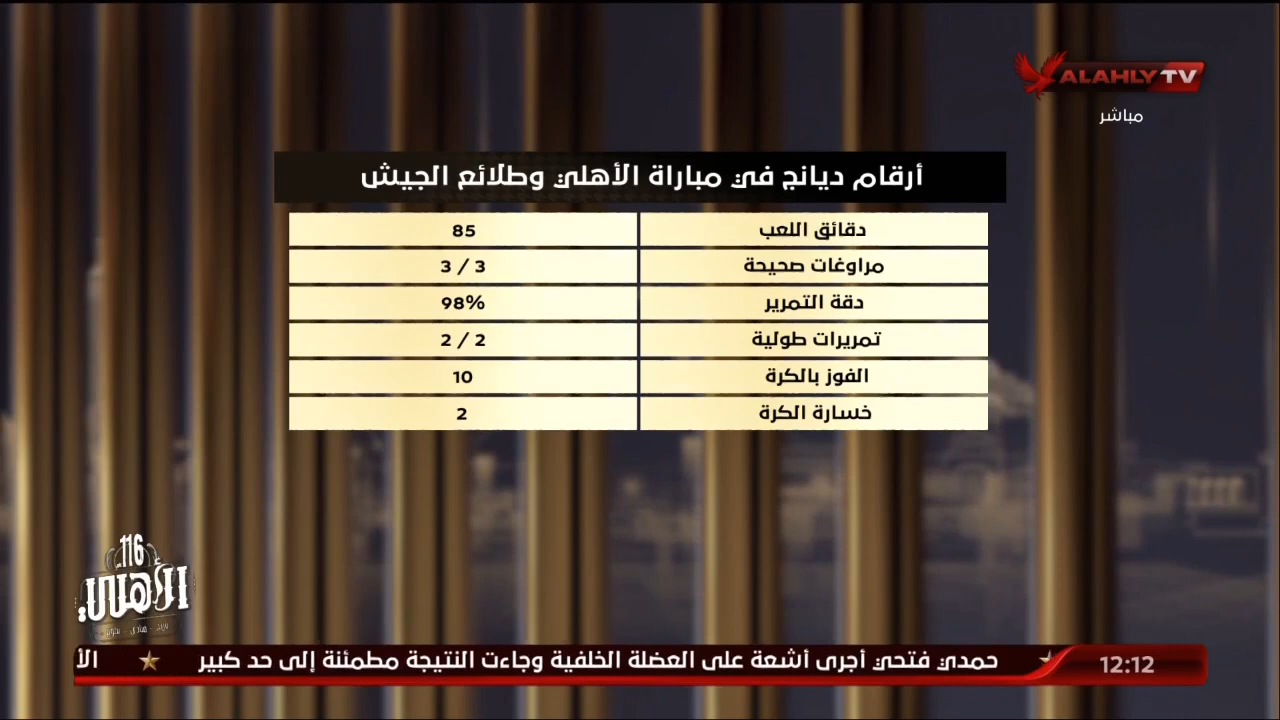 ALAHLY TV
مباشر
أرقام ديانج في مباراة الأهلي وطلائع الجيش
دقائق اللعب 85
مراوغات صحيحة 3 / 3
دقة التمرير 98%
تمريرات طولية 2 / 2
الفوز بالكرة 10
خسارة الكرة 2
116
الأهلي
12:12 حمدي فتحي أجرى أشعة على العضلة الخلفية وجاءت النتيجة مطمئنة إلى حد كبير الأ